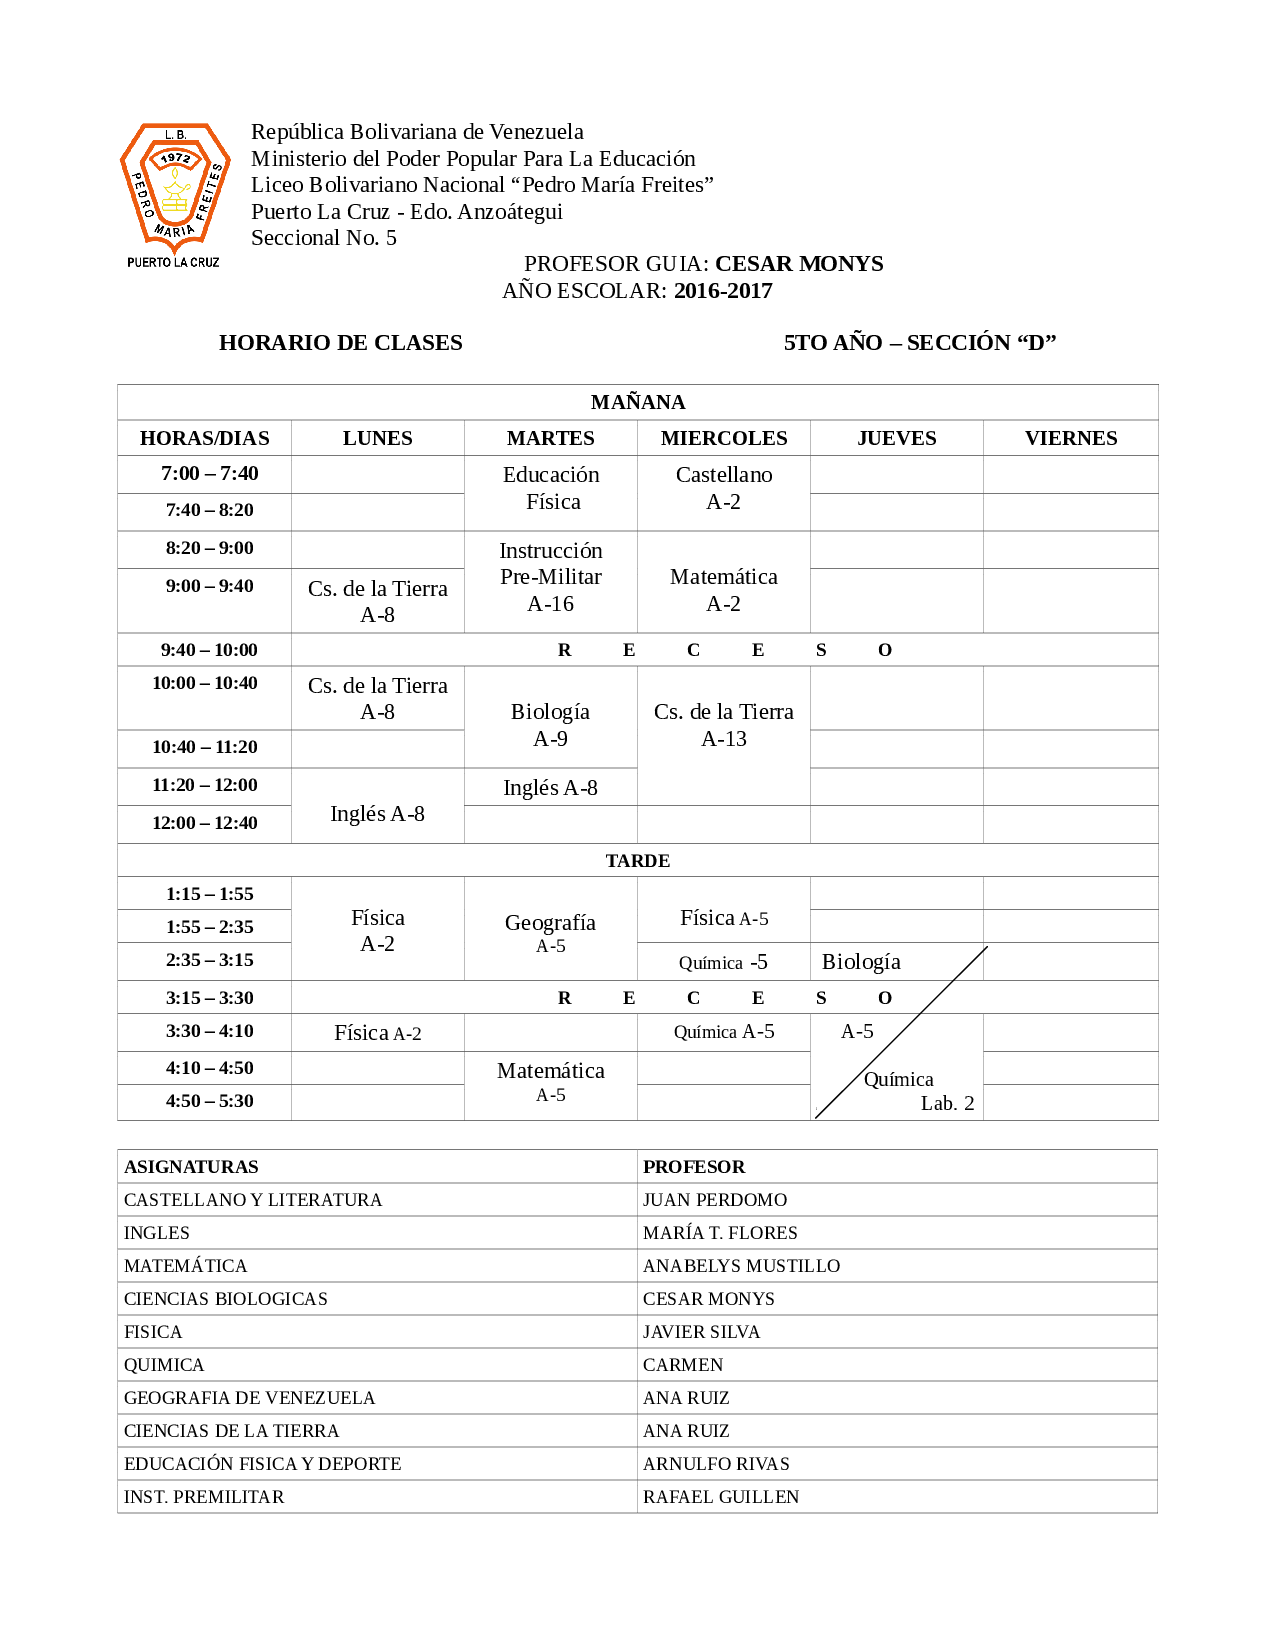 L. B.
1972
PEDRO MARIA FREITES
PUERTO LA CRUZ
República Bolivariana de Venezuela
Ministerio del Poder Popular Para La Educación
Liceo Bolivariano Nacional “Pedro María Freites”
Puerto La Cruz - Edo. Anzoátegui
Seccional No. 5
PROFESOR GUIA: CESAR MONYS
AÑO ESCOLAR: 2016-2017
HORARIO DE CLASES 5TO AÑO – SECCIÓN “D”
MAÑANA
HORAS/DIAS LUNES MARTES MIERCOLES JUEVES VIERNES
7:00 – 7:40 Educación Castellano
7:40 – 8:20 Física A-2
8:20 – 9:00 Instrucción
9:00 – 9:40 Cs. de la Tierra Pre-Militar Matemática
A-8 A-16 A-2
9:40 – 10:00 R E C E S O
10:00 – 10:40 Cs. de la Tierra
A-8 Biología Cs. de la Tierra
10:40 – 11:20 A-9 A-13
11:20 – 12:00 Inglés A-8
Inglés A-8
12:00 – 12:40
TARDE
1:15 – 1:55
1:55 – 2:35 Física Geografía Física A-5
A-2 A-5
2:35 – 3:15 Química -5 Biología
3:15 – 3:30 R E C E S O
3:30 – 4:10 Física A-2 Química A-5 A-5
4:10 – 4:50 Matemática Química
4:50 – 5:30 A-5 Lab. 2
ASIGNATURAS PROFESOR
CASTELLANO Y LITERATURA JUAN PERDOMO
INGLES MARÍA T. FLORES
MATEMÁTICA ANABELYS MUSTILLO
CIENCIAS BIOLOGICAS CESAR MONYS
FISICA JAVIER SILVA
QUIMICA CARMEN
GEOGRAFIA DE VENEZUELA ANA RUIZ
CIENCIAS DE LA TIERRA ANA RUIZ
EDUCACIÓN FISICA Y DEPORTE ARNULFO RIVAS
INST. PREMILITAR RAFAEL GUILLEN